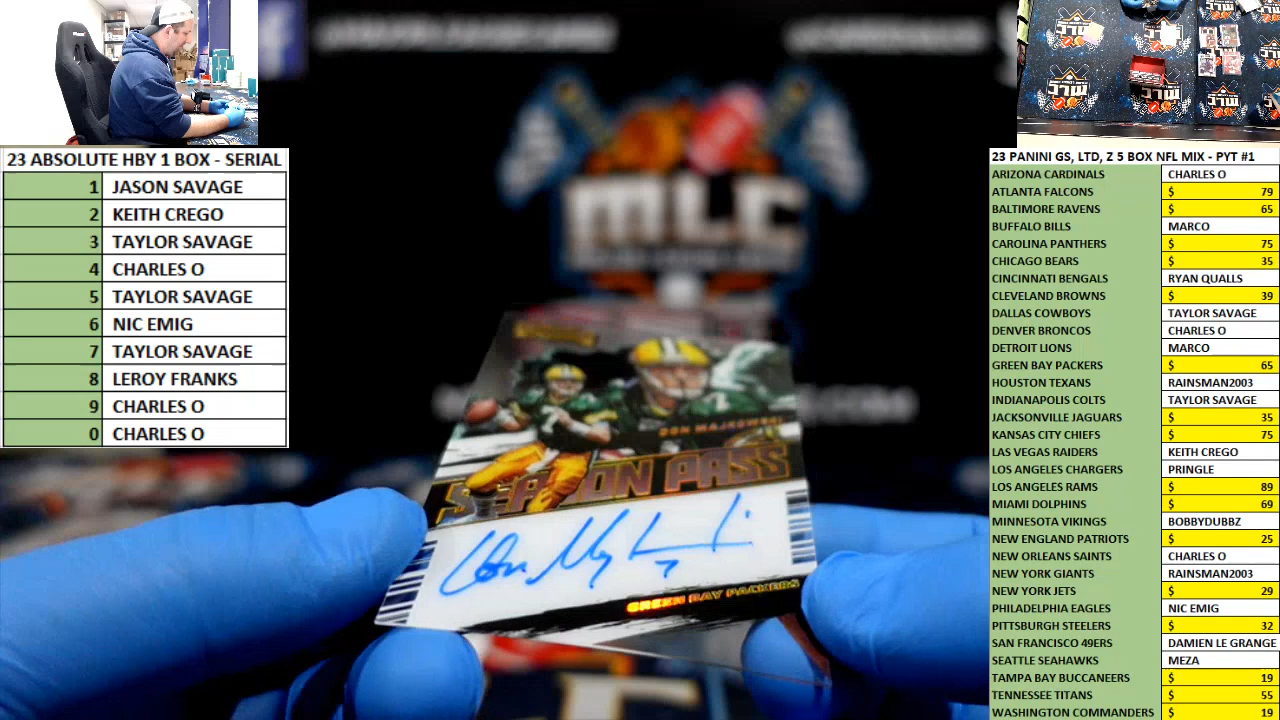 23 ABSOLUTE HBY 1 BOX - SERIAL
1 JASON SAVAGE
2 KEITH CREGO
3 TAYLOR SAVAGE
4 CHARLES O
5 TAYLOR SAVAGE
6 NIC EMIG
7 TAYLOR SAVAGE
8 LEROY FRANKS
9 CHARLES O
0 CHARLES O
MLC
DON MAJKOWSKI
SEASON PASS
Don Majkowski 7
GREEN BAY PACKERS
23 PANINI GS, LTD, Z 5 BOX NFL MIX - PYT #1
ARIZONA CARDINALS CHARLES O
ATLANTA FALCONS $ 79
BALTIMORE RAVENS $ 65
BUFFALO BILLS MARCO
CAROLINA PANTHERS $ 75
CHICAGO BEARS $ 35
CINCINNATI BENGALS RYAN QUALLS
CLEVELAND BROWNS $ 39
DALLAS COWBOYS TAYLOR SAVAGE
DENVER BRONCOS CHARLES O
DETROIT LIONS MARCO
GREEN BAY PACKERS $ 65
HOUSTON TEXANS RAINSMAN2003
INDIANAPOLIS COLTS TAYLOR SAVAGE
JACKSONVILLE JAGUARS $ 35
KANSAS CITY CHIEFS $ 75
LAS VEGAS RAIDERS KEITH CREGO
LOS ANGELES CHARGERS PRINGLE
LOS ANGELES RAMS $ 89
MIAMI DOLPHINS $ 69
MINNESOTA VIKINGS BOBBYDUBBZ
NEW ENGLAND PATRIOTS $ 25
NEW ORLEANS SAINTS CHARLES O
NEW YORK GIANTS RAINSMAN2003
NEW YORK JETS $ 29
PHILADELPHIA EAGLES NIC EMIG
PITTSBURGH STEELERS $ 32
SAN FRANCISCO 49ERS DAMIEN LE GRANGE
SEATTLE SEAHAWKS MEZA
TAMPA BAY BUCCANEERS $ 19
TENNESSEE TITANS $ 55
WASHINGTON COMMANDERS $ 19